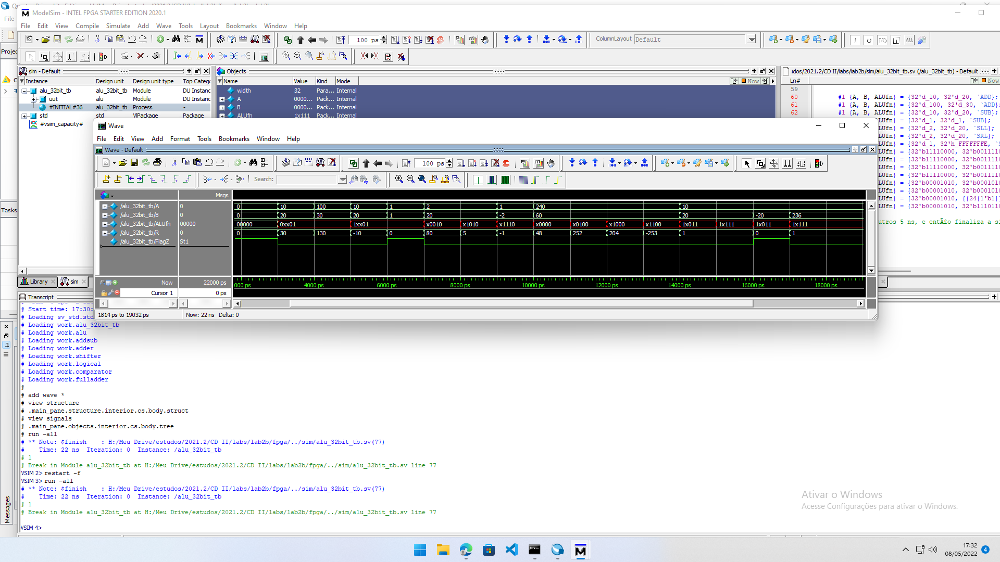 ModelSim - INTEL FPGA STARTER EDITION 2020.1
File Edit View Compile Simulate Add Wave Tools Layout Bookmarks Window Help
File
100 ps
ColumnLayout Default
Projec
sim - Default
Instance Design unit Design unit type Top Catego
alu_32bit_tb alu_32bit_tb Module DU Instanc
uut alu Module DU Instanc
#INITIAL#36 alu_32bit_tb Process -
std std VlPackage Package
#vsim_capacity#
Objects
Name Value Kind Mode Now
width 32 Para... Internal
A 0000... Pack... Internal
B 0000... Pack... Internal
ALUfn 1x111 Pack... Internal
udos/2021.2/CD II/labs/lab2b/sim/alu_32bit_tb.sv (/alu_32bit_tb) - Default
Ln# Now
59
60 #1 {A, B, ALUfn} = {32'd_10, 32'd_20, `ADD};
61 #1 {A, B, ALUfn} = {32'd_100, 32'd_30, `ADD};
62 #1 {A, B, ALUfn} = {32'd_10, 32'd_20, `SUB};
LUfn} = {32'd_1, 32'd_1, `SUB};
LUfn} = {32'd_2, 32'd_20, `SLL};
LUfn} = {32'd_2, 32'd_20, `SRL};
LUfn} = {32'd_1, 32'h_FFFFFFFE, `S
LUfn} = {32'b11110000, 32'b0011110
LUfn} = {32'b11110000, 32'b0011110
LUfn} = {32'b11110000, 32'b0011110
LUfn} = {32'b11110000, 32'b0011110
LUfn} = {32'b00001010, 32'b0001010
LUfn} = {32'b00001010, 32'b0001010
LUfn} = {32'b00001010, {{24{1'b1}}
LUfn} = {32'b00001010, 32'b1110110
utros 5 ns, e entÃ£o finaliza a si
Wave
File Edit View Add Format Tools Bookmarks Window Help
Wave - Default
100 ps
Search:
Msgs
/alu_32bit_tb/A 0 0 10 100 10 1 2 1 240 10
/alu_32bit_tb/B 0 0 20 30 20 1 20 -2 60 20 -20 236
/alu_32bit_tb/ALUfn 00000 00000 0xx01 1xx01 x0010 x1010 x1110 x0000 x0100 x1000 x1100 1x011 1x111 1x011 1x111
/alu_32bit_tb/R 0 0 30 130 -10 0 80 5 -1 48 252 204 -253 1 0 1
/alu_32bit_tb/FlagZ St1
Now 22000 ps 000 ps 4000 ps 6000 ps 8000 ps 10000 ps 12000 ps 14000 ps 16000 ps 18000 ps
Cursor 1 0 ps
1814 ps to 19032 ps Now: 22 ns Delta: 0
Tasks
Library sim
Transcript
# Start time: 17:30:
# Loading sv_std.std
# Loading work.alu_32bit_tb
# Loading work.alu
# Loading work.addsub
# Loading work.adder
# Loading work.shifter
# Loading work.logical
# Loading work.comparator
# Loading work.fulladder
#
# add wave *
# view structure
# .main_pane.structure.interior.cs.body.struct
# view signals
# .main_pane.objects.interior.cs.body.tree
# run -all
# ** Note: $finish : H:/Meu Drive/estudos/2021.2/CD II/labs/lab2b/fpga/../sim/alu_32bit_tb.sv(77)
# Time: 22 ns Iteration: 0 Instance: /alu_32bit_tb
# 1
# Break in Module alu_32bit_tb at H:/Meu Drive/estudos/2021.2/CD II/labs/lab2b/fpga/../sim/alu_32bit_tb.sv line 77
VSIM 2> restart -f
VSIM 3> run -all
# ** Note: $finish : H:/Meu Drive/estudos/2021.2/CD II/labs/lab2b/fpga/../sim/alu_32bit_tb.sv(77)
# Time: 22 ns Iteration: 0 Instance: /alu_32bit_tb
# 1
# Break in Module alu_32bit_tb at H:/Meu Drive/estudos/2021.2/CD II/labs/lab2b/fpga/../sim/alu_32bit_tb.sv line 77
VSIM 4>
Messages
Ativar o Windows
Acesse Configurações para ativar o Windows.
17:32
08/05/2022
4